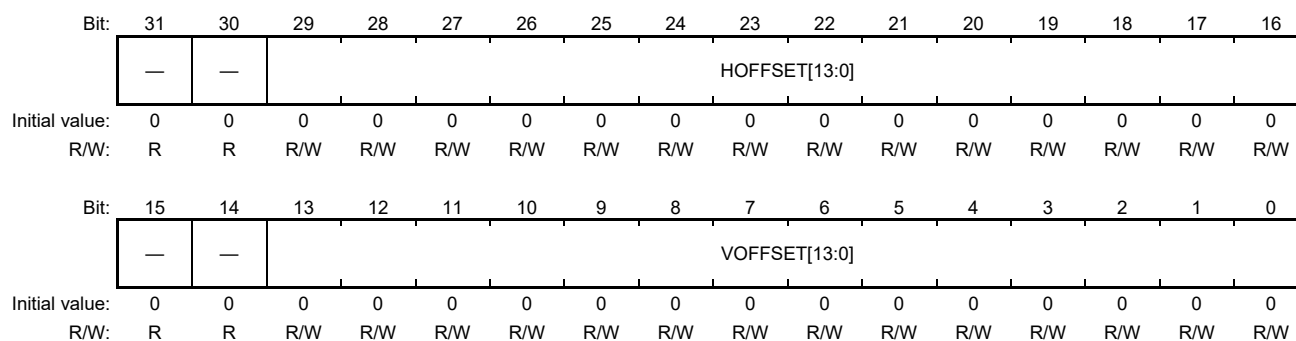 Bit: 31 30 29 28 27 26 25 24 23 22 21 20 19 18 17 16
— — HOFFSET[13:0]
Initial value: 0 0 0 0 0 0 0 0 0 0 0 0 0 0 0 0
R/W: R R R/W R/W R/W R/W R/W R/W R/W R/W R/W R/W R/W R/W R/W R/W
Bit: 15 14 13 12 11 10 9 8 7 6 5 4 3 2 1 0
— — VOFFSET[13:0]
Initial value: 0 0 0 0 0 0 0 0 0 0 0 0 0 0 0 0
R/W: R R R/W R/W R/W R/W R/W R/W R/W R/W R/W R/W R/W R/W R/W R/W